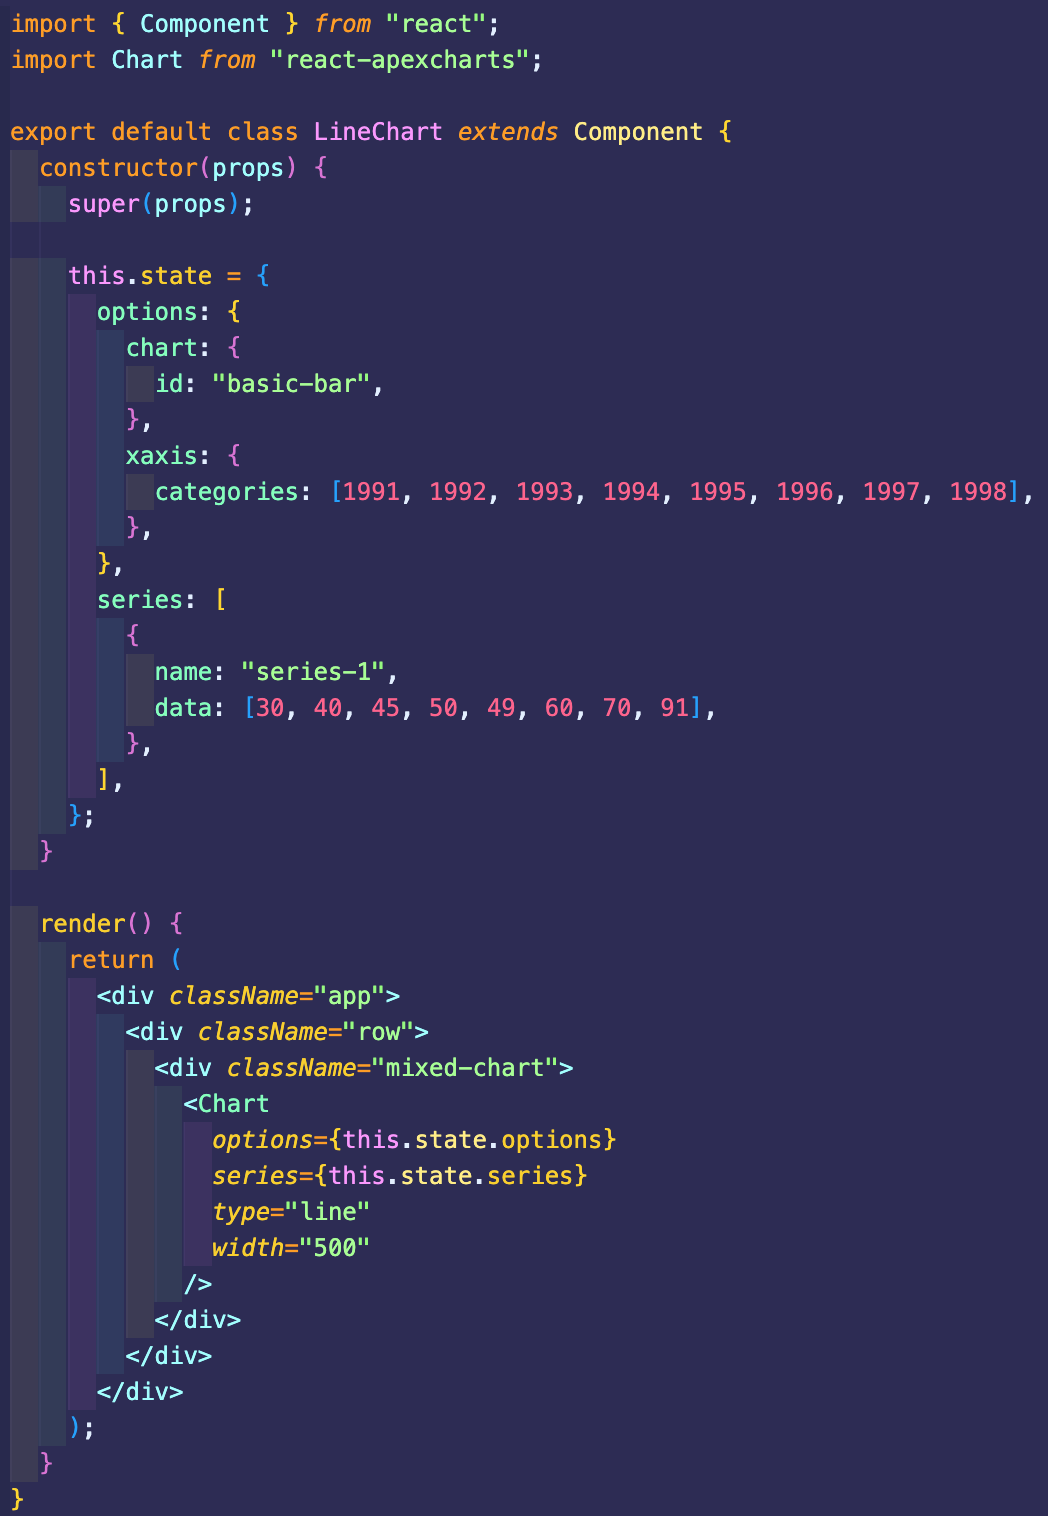 import { Component } from "react";
import Chart from "react-apexcharts";

export default class LineChart extends Component {
  constructor(props) {
    super(props);

    this.state = {
      options: {
        chart: {
          id: "basic-bar",
        },
        xaxis: {
          categories: [1991, 1992, 1993, 1994, 1995, 1996, 1997, 1998],
        },
      },
      series: [
        {
          name: "series-1",
          data: [30, 40, 45, 50, 49, 60, 70, 91],
        },
      ],
    };
  }

  render() {
    return (
      <div className="app">
        <div className="row">
          <div className="mixed-chart">
            <Chart
              options={this.state.options}
              series={this.state.series}
              type="line"
              width="500"
            />
          </div>
        </div>
      </div>
    );
  }
}